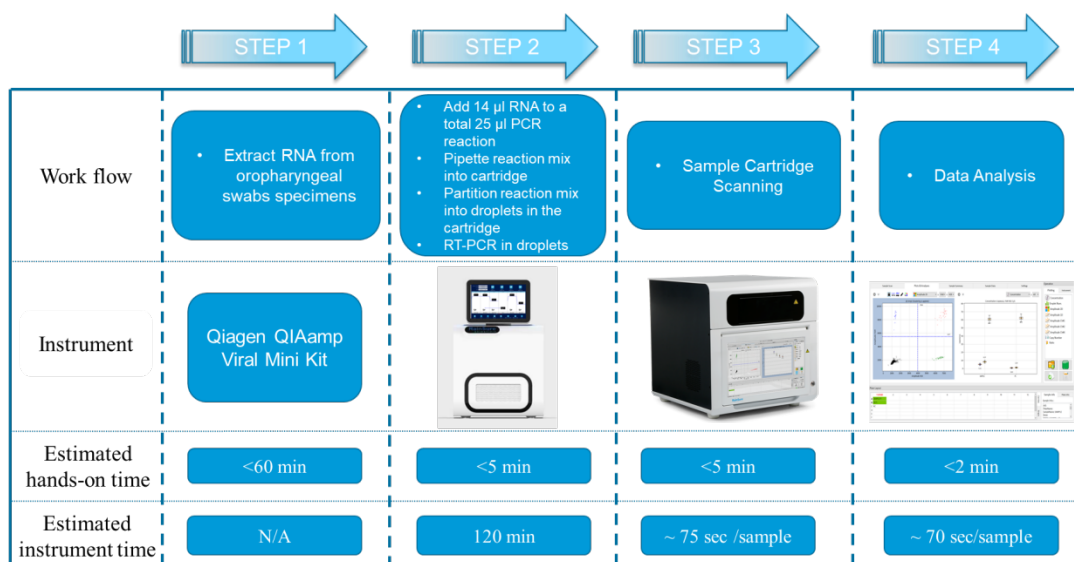 STEP 1
STEP 2
STEP 3
STEP 4
Work flow
• Extract RNA from
oropharyngeal
swabs specimens
• Add 14 µl RNA to a
total 25 µl PCR
reaction
• Pipette reaction mix
into cartridge
• Partition reaction mix
into droplets in the
cartridge
• RT-PCR in droplets
• Sample Cartridge
Scanning
• Data Analysis
Instrument
Qiagen QIAamp
Viral Mini Kit
Estimated
hands-on time
<60 min
<5 min
<5 min
<2 min
Estimated
instrument time
N/A
120 min
~ 75 sec /sample
~ 70 sec/sample